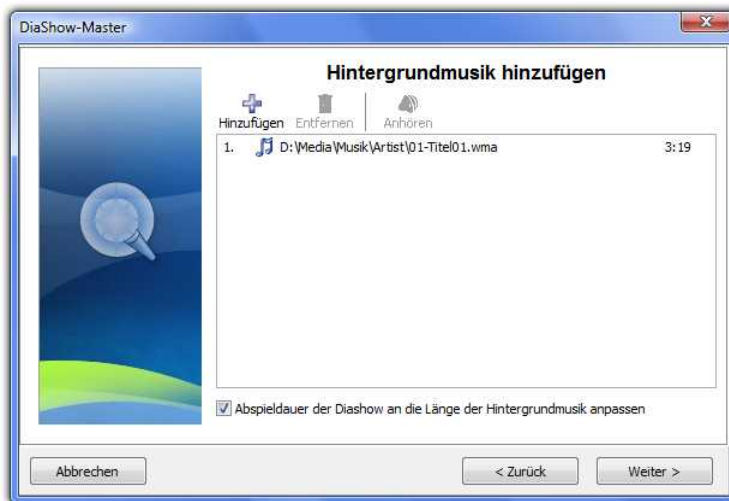 DiaShow-Master
Hintergrundmusik hinzufügen
Hinzufügen Entfernen Anhören
1. D:\Media\Musik\Artist\01-Titel01.wma 3:19
Abspieldauer der Diashow an die Länge der Hintergrundmusik anpassen
Abbrechen < Zurück Weiter >